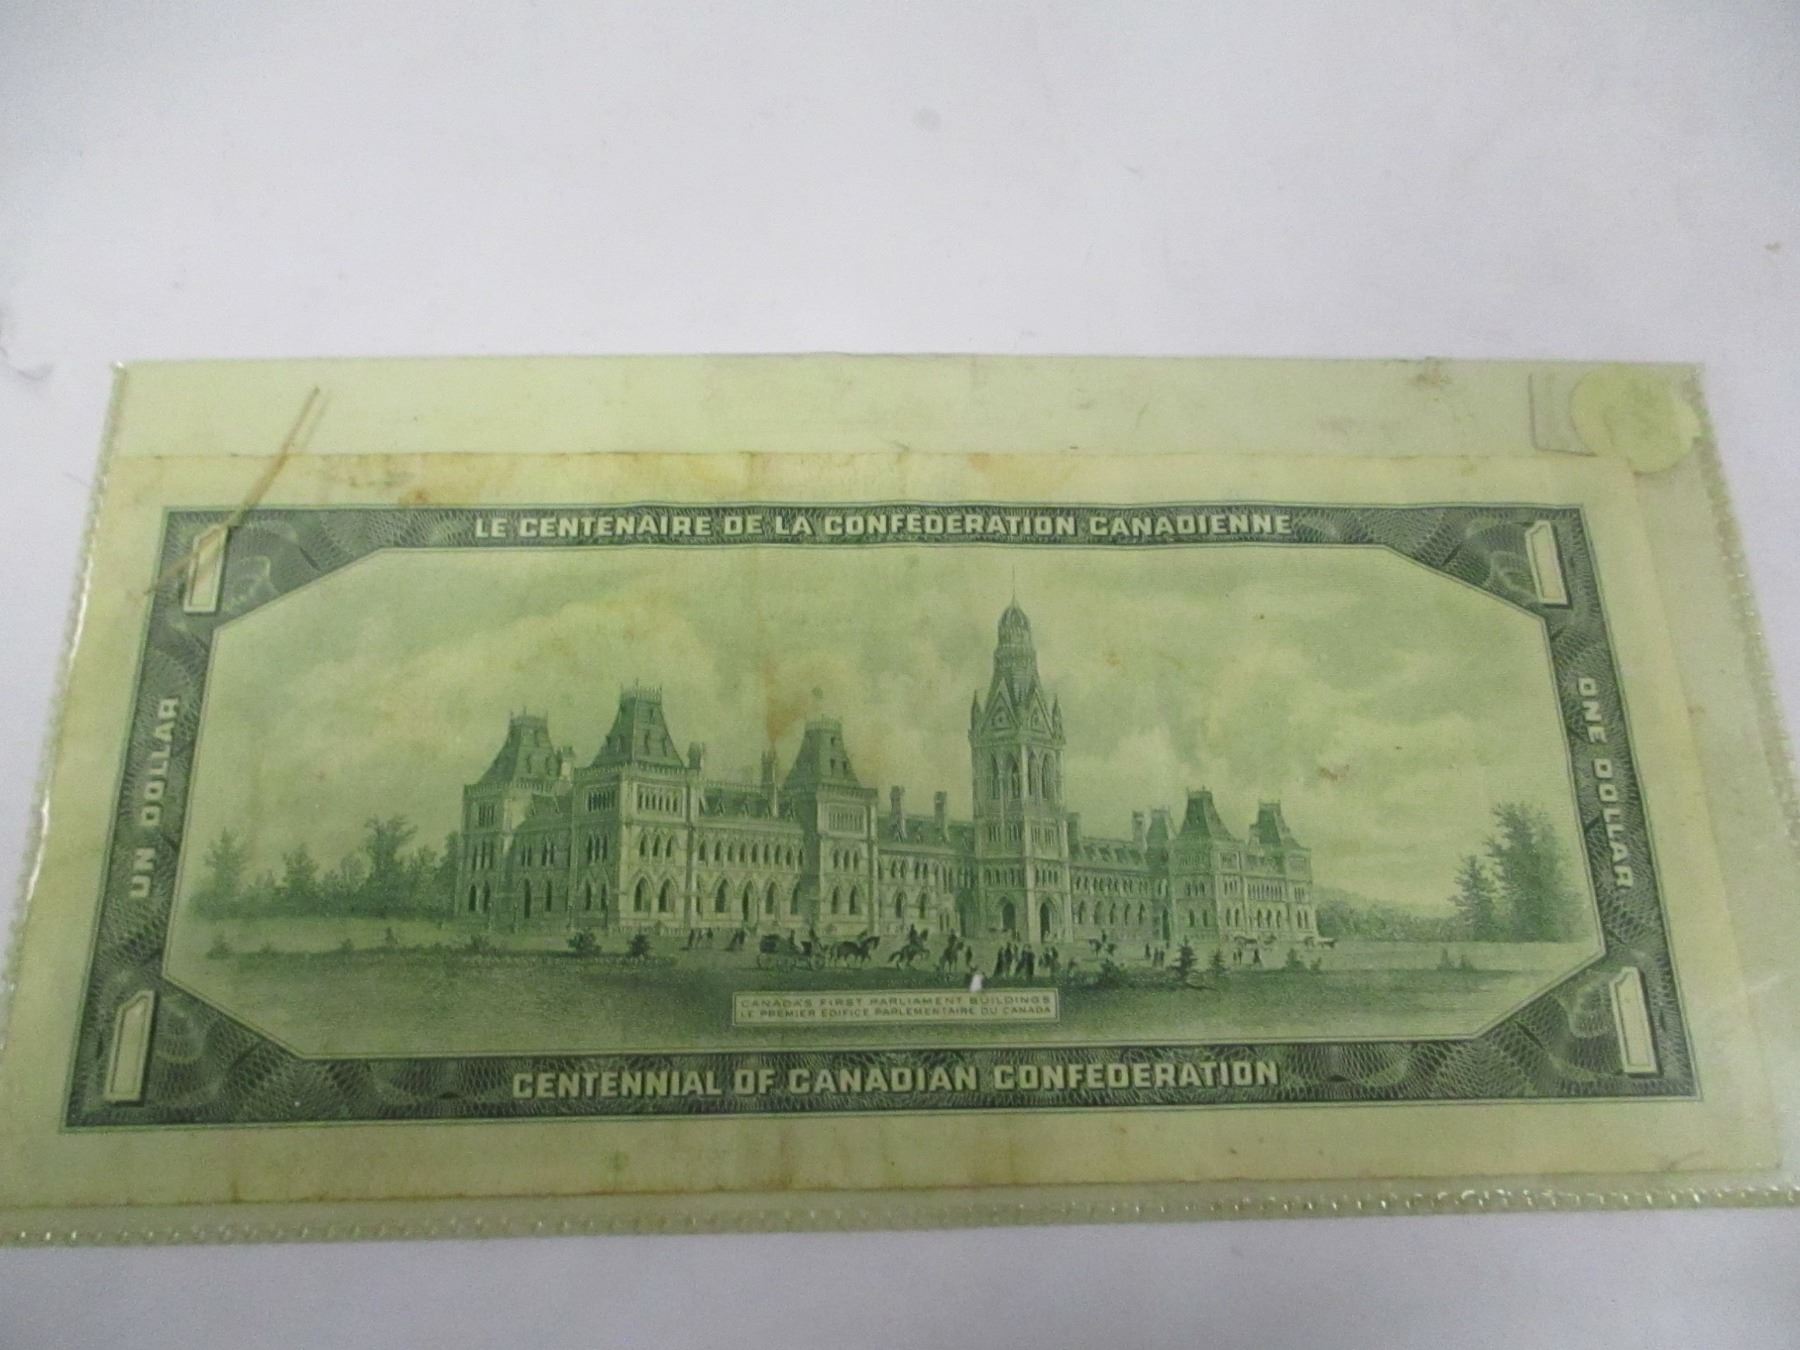 LE CENTENAIRE DE LA CONFEDERATION CANADIENNE
1
1
UN DOLLAR
ONE DOLLAR
CANADA'S FIRST PARLIAMENT BUILDINGS
LE PREMIER EDIFICE PARLEMENTAIRE DU CANADA
1
1
CENTENNIAL OF CANADIAN CONFEDERATION